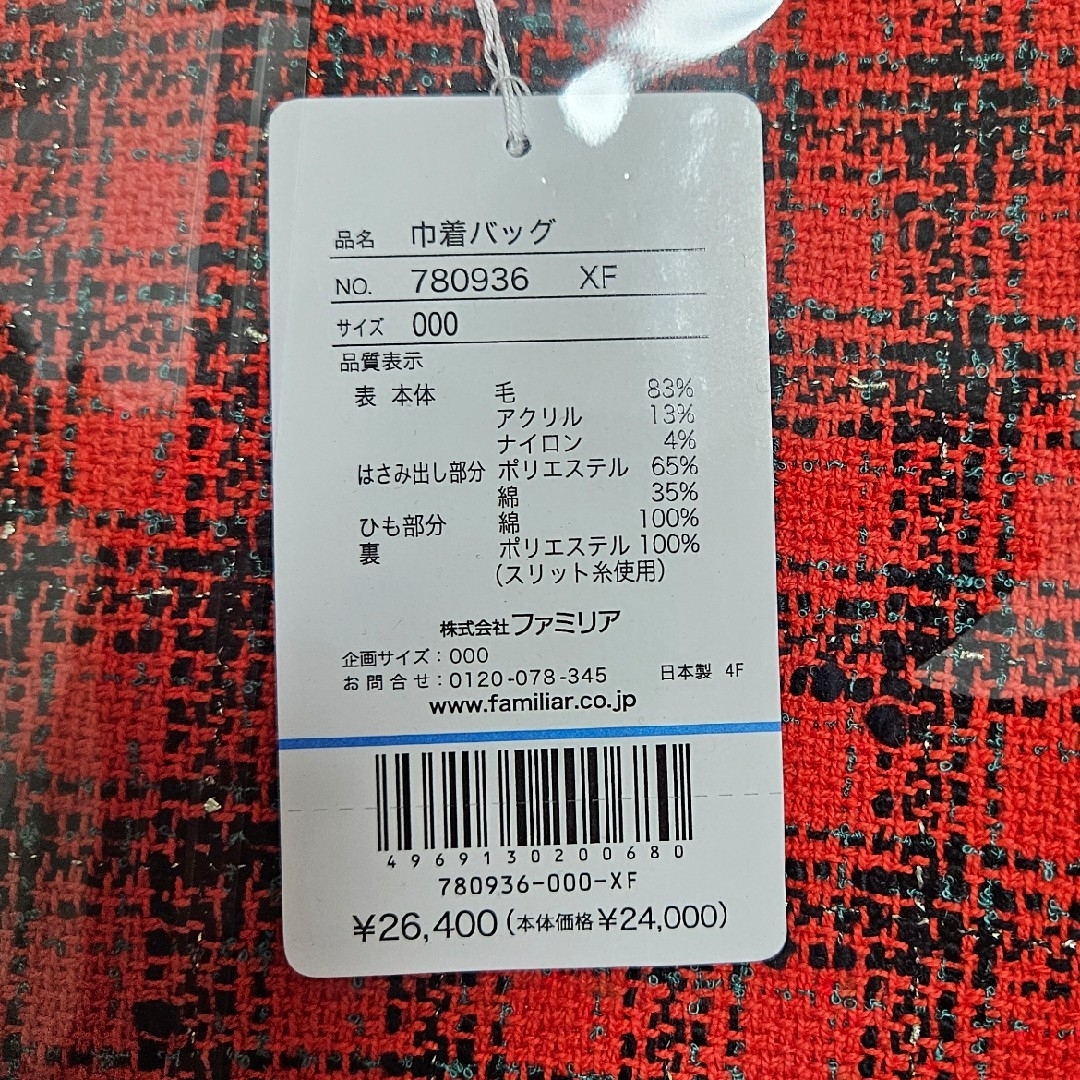 品名 巾着バッグ
NO. 780936 XF
サイズ 000
品質表示
表 本体 毛 83%
アクリル 13%
ナイロン 4%
はさみ出し部分 ポリエステル 65%
綿 35%
ひも部分 綿 100%
裏 ポリエステル 100%
(スリット糸使用)
株式会社ファミリア
企画サイズ:000
お問合せ:0120-078-345 日本製 4F
www.familiar.co.jp
4969130200680
780936-000-XF
¥26,400(本体価格¥24,000)